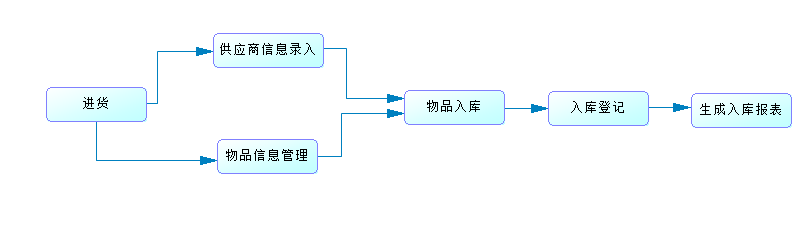 供应商信息录入
进货
物品入库
入库登记
生成入库报表
物品信息管理